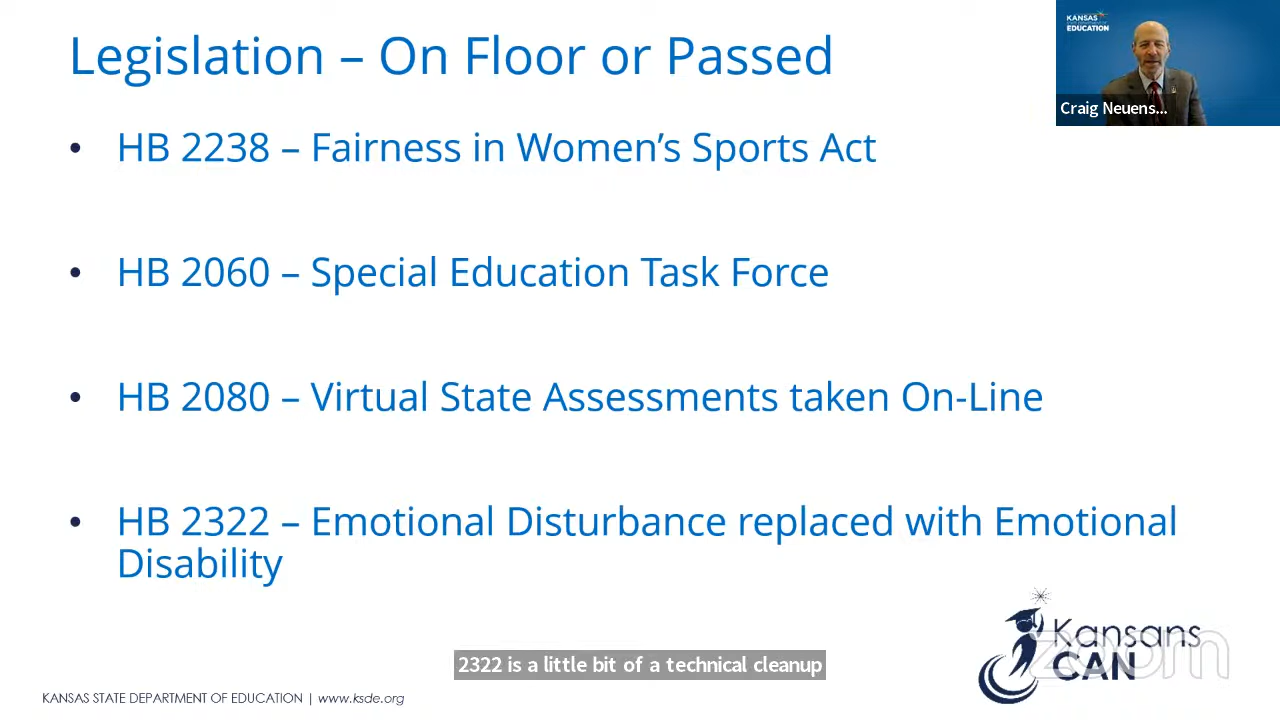 Legislation – On Floor or Passed
KANSAS
EDUCATION
Craig Neuens...
• HB 2238 – Fairness in Women’s Sports Act
• HB 2060 – Special Education Task Force
• HB 2080 – Virtual State Assessments taken On-Line
• HB 2322 – Emotional Disturbance replaced with Emotional
Disability
Kansans
CAN
zoom
2322 is a little bit of a technical cleanup
KANSAS STATE DEPARTMENT OF EDUCATION | www.ksde.org